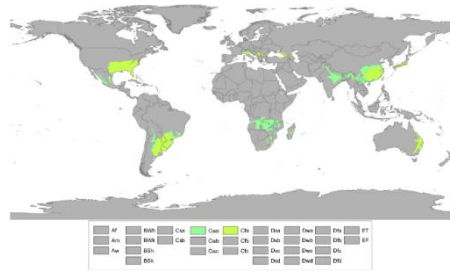 Af BWh Csa Cwa Cfa Dsa Dwa Dfa ET
Am BWk Csb Cwb Cfb Dsb Dwb Dfb EF
Aw BSh Cwc Cfc Dsc Dwc Dfc
BSk Dsd Dwd Dfd